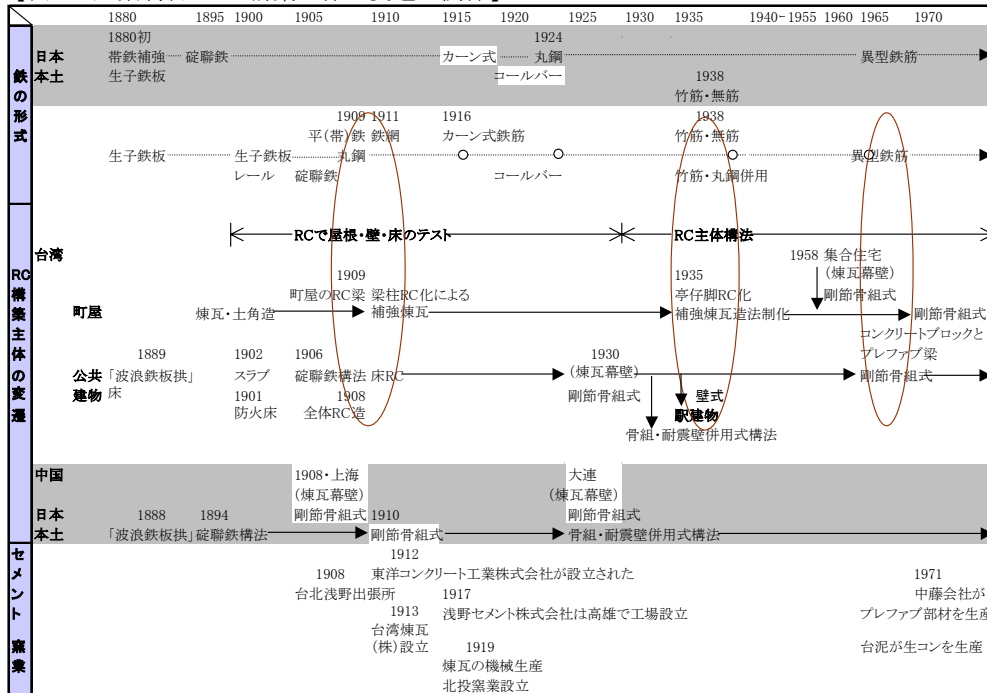 1880 1895 1900 1905 1910 1915 1920 1925 1930 1935 1940-1955 1960 1965 1970
鉄の形式
日本本土
1880初 1924
帯鉄補強 碇聯鉄 カーン式 丸鋼 異型鉄筋
生子鉄板 コールバー 1938
竹筋・無筋
1909 1911 1916 1938
平(帯)鉄 鉄網 カーン式鉄筋 竹筋・無筋
生子鉄板 生子鉄板 丸鋼 異型鉄筋
レール 碇聯鉄 コールバー 竹筋・丸鋼併用
RC構築主体の変遷
台湾
RCで屋根・壁・床のテスト RC主体構法
町屋
1958 集合住宅
(煉瓦幕壁)
1909 1935 剛節骨組式
町屋のRC梁 梁柱RC化による 亭仔脚RC化
煉瓦・土角造 補強煉瓦 補強煉瓦造法制化 剛節骨組式
コンクリートブロックと
プレファブ梁
公共建物
1889 1902 1906 1930
「波浪鉄板拱」 スラブ 碇聯鉄構法 床RC (煉瓦幕壁) 剛節骨組式
床 1901 1908 剛節骨組式 壁式
防火床 全体RC造 駅建物
骨組・耐震壁併用式構法
中国
1908・上海 大連
(煉瓦幕壁) (煉瓦幕壁)
剛節骨組式 剛節骨組式
日本本土
1888 1894 1910
「波浪鉄板拱」 碇聯鉄構法 剛節骨組式 骨組・耐震壁併用式構法
セメント窯業
1912
1908 東洋コンクリート工業株式会社が設立された 1971
台北浅野出張所 1917 中藤会社が
1913 浅野セメント株式会社は高雄で工場設立 プレファブ部材を生産
台湾煉瓦
(株)設立 1919 台泥が生コンを生産
煉瓦の機械生産
北投窯業設立